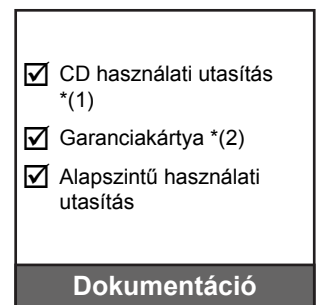 CD használati utasítás
*(1)
Garanciakártya *(2)
Alapszintű használati
utasítás
Dokumentáció